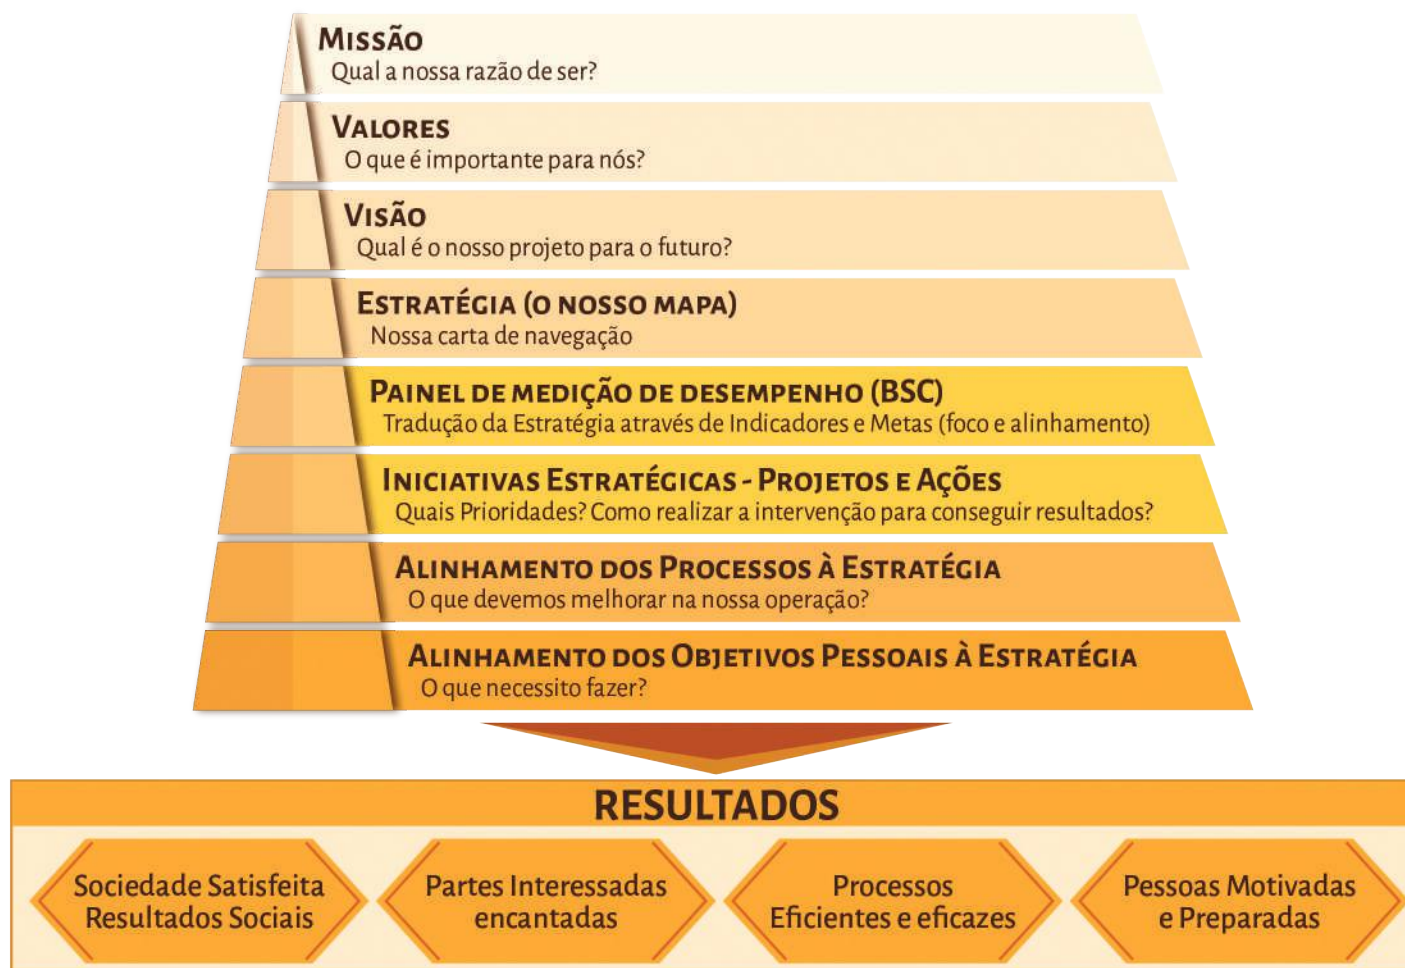 Missão
Qual a nossa razão de ser?
Valores
O que é importante para nós?
Visão
Qual é o nosso projeto para o futuro?
Estratégia (o nosso mapa)
Nossa carta de navegação
Painel de medição de desempenho (BSC)
Tradução da Estratégia através de Indicadores e Metas (foco e alinhamento)
Iniciativas Estratégicas - Projetos e Ações
Quais Prioridades? Como realizar a intervenção para conseguir resultados?
Alinhamento dos Processos à Estratégia
O que devemos melhorar na nossa operação?
Alinhamento dos Objetivos Pessoais à Estratégia
O que necessito fazer?
RESULTADOS
Sociedade Satisfeita
Resultados Sociais
Partes Interessadas
encantadas
Processos
Eficientes e eficazes
Pessoas Motivadas
e Preparadas